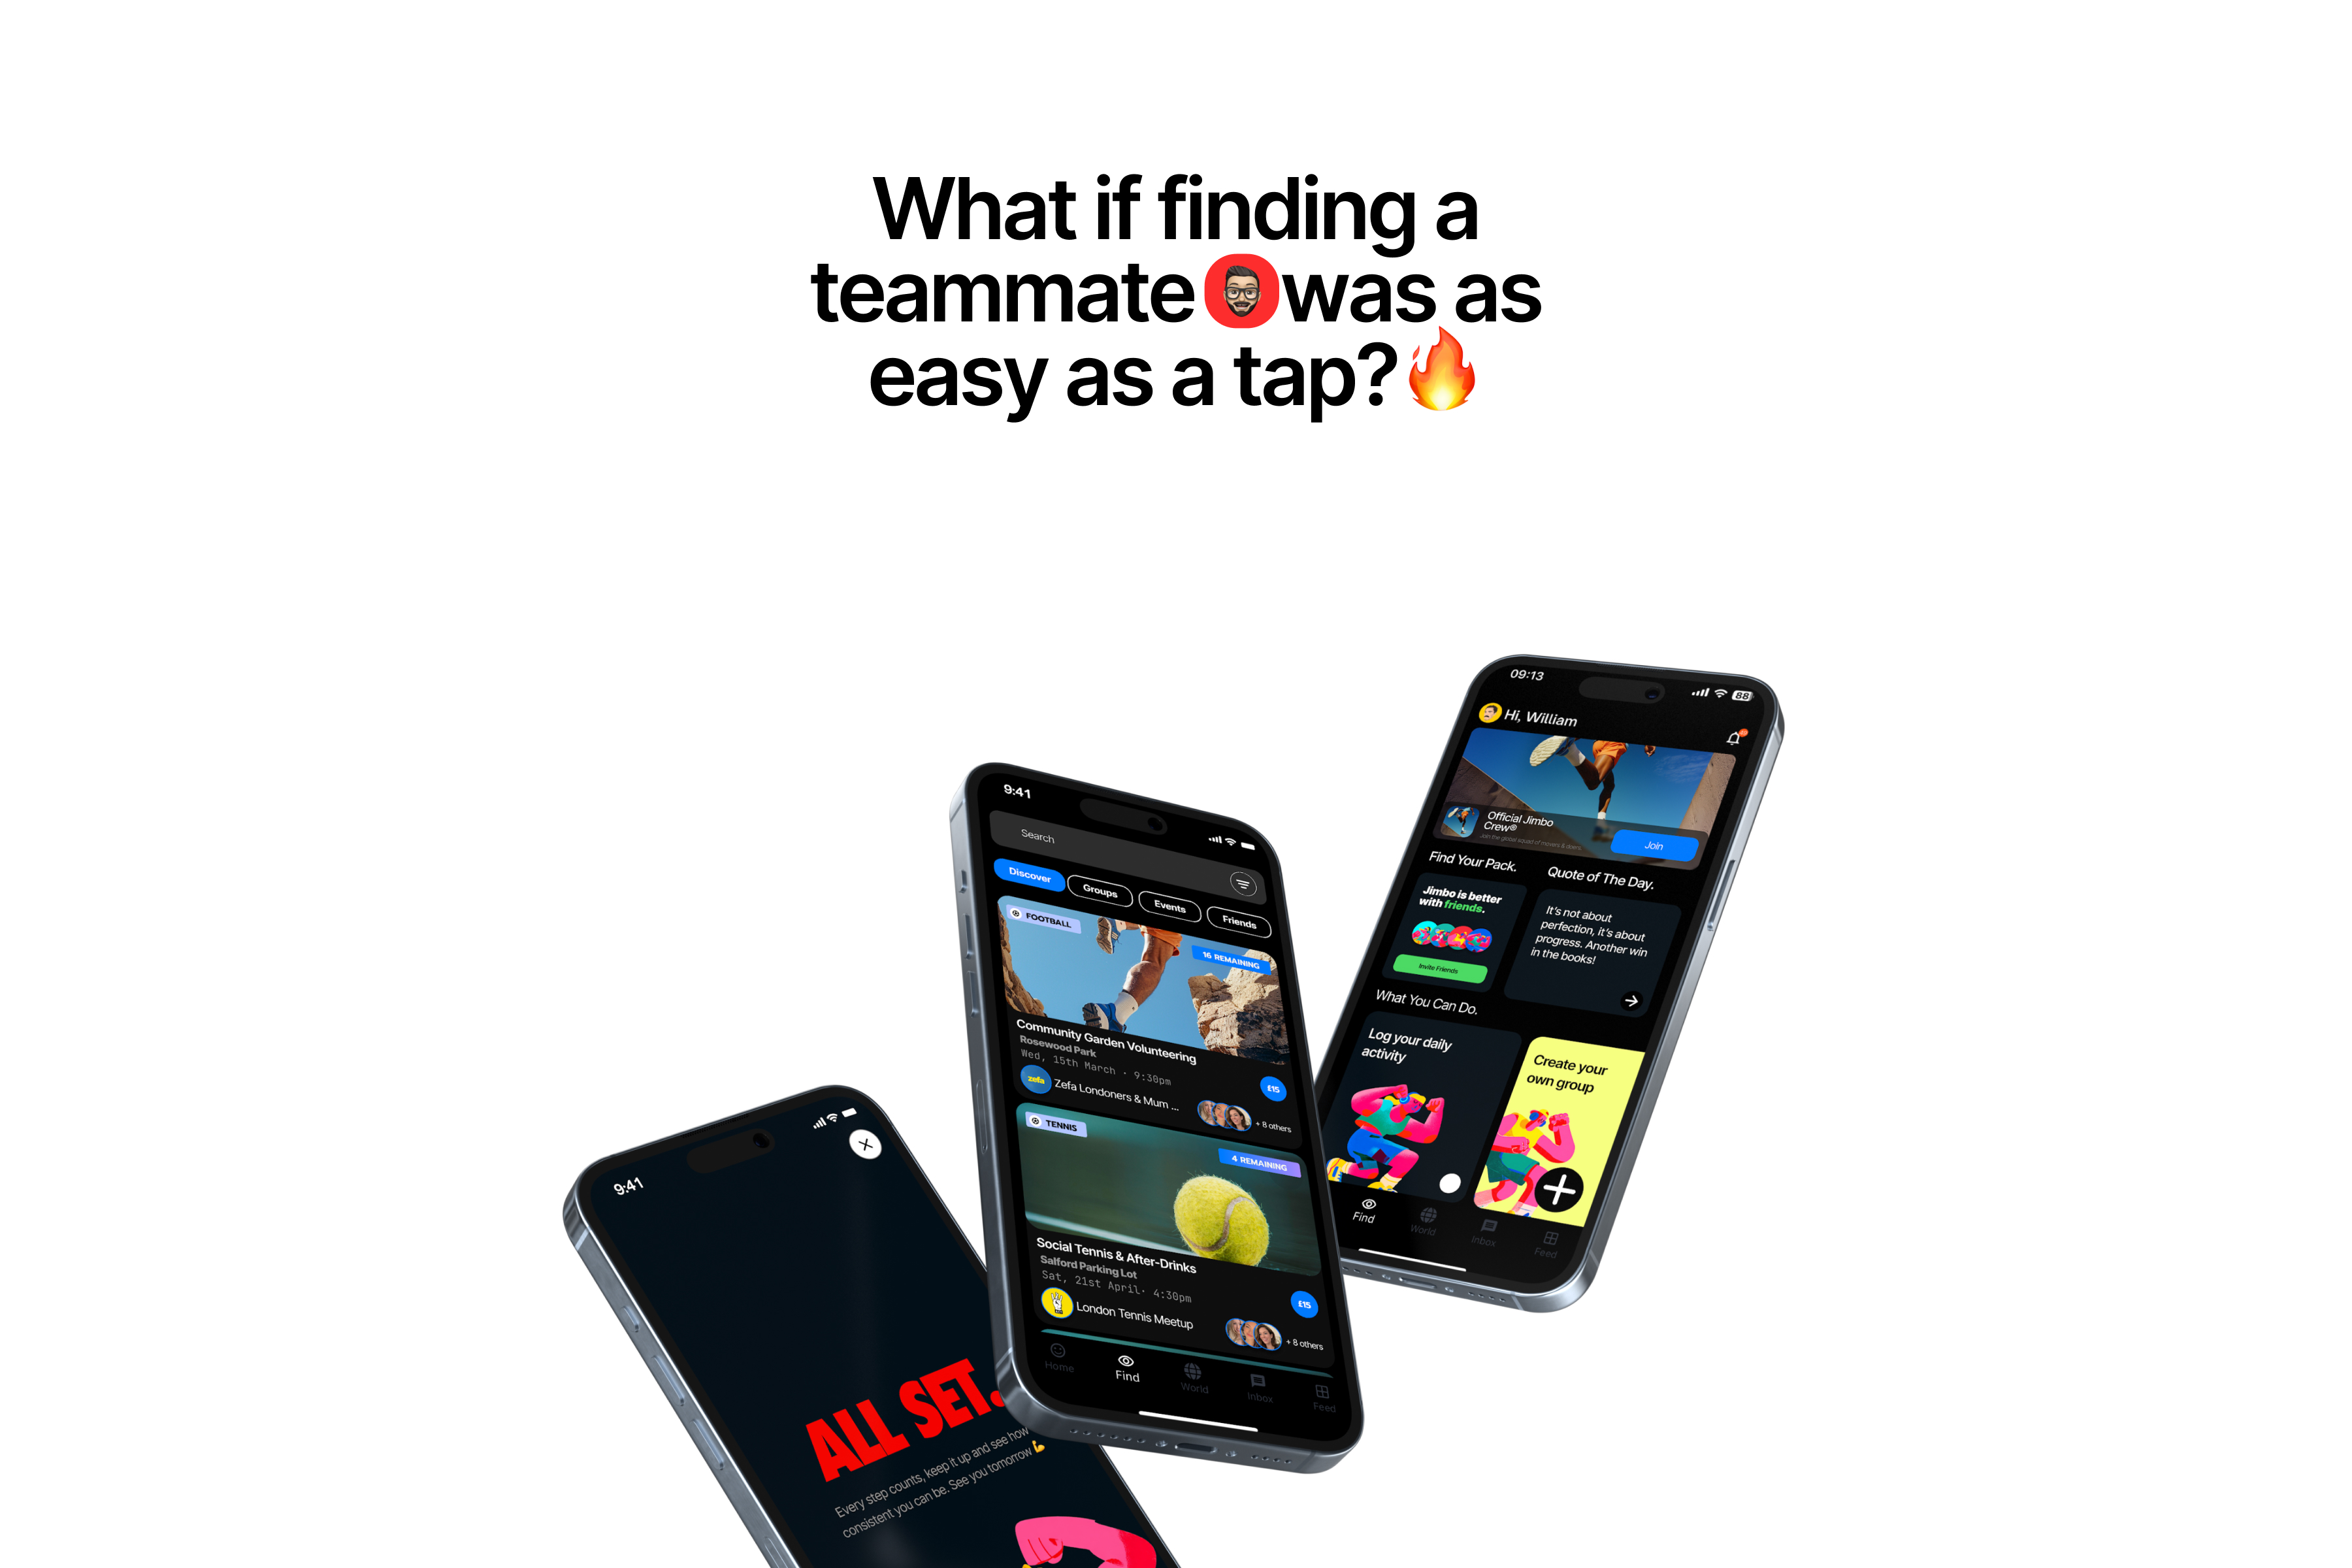 What if finding a
teammate was as
easy as a tap?
09:13
88
Hi, William
Official Jimbo
Crew®
Join the global squad of movers & doers
Join
Find Your Pack.
Quote of The Day.
Jimbo is better
with friends.
Invite Friends
It's not about
perfection, it's about
progress. Another win
in the books!
What You Can Do.
Log your daily
activity
Create your
own group
Find
World
Inbox
Feed
9:41
Search
Discover
Groups
Events
Friends
FOOTBALL
16 REMAINING
Community Garden Volunteering
Rosewood Park
Wed, 15th March · 9:30pm
£15
zefa
Zefa Londoners & Mum ...
+ 8 others
TENNIS
4 REMAINING
Social Tennis & After-Drinks
Salford Parking Lot
Sat, 21st April· 4:30pm
£15
London Tennis Meetup
+ 8 others
Home
Find
World
Inbox
Feed
9:41
ALL SET.
Every step counts, keep it up and see how
consistent you can be. See you tomorrow 💪